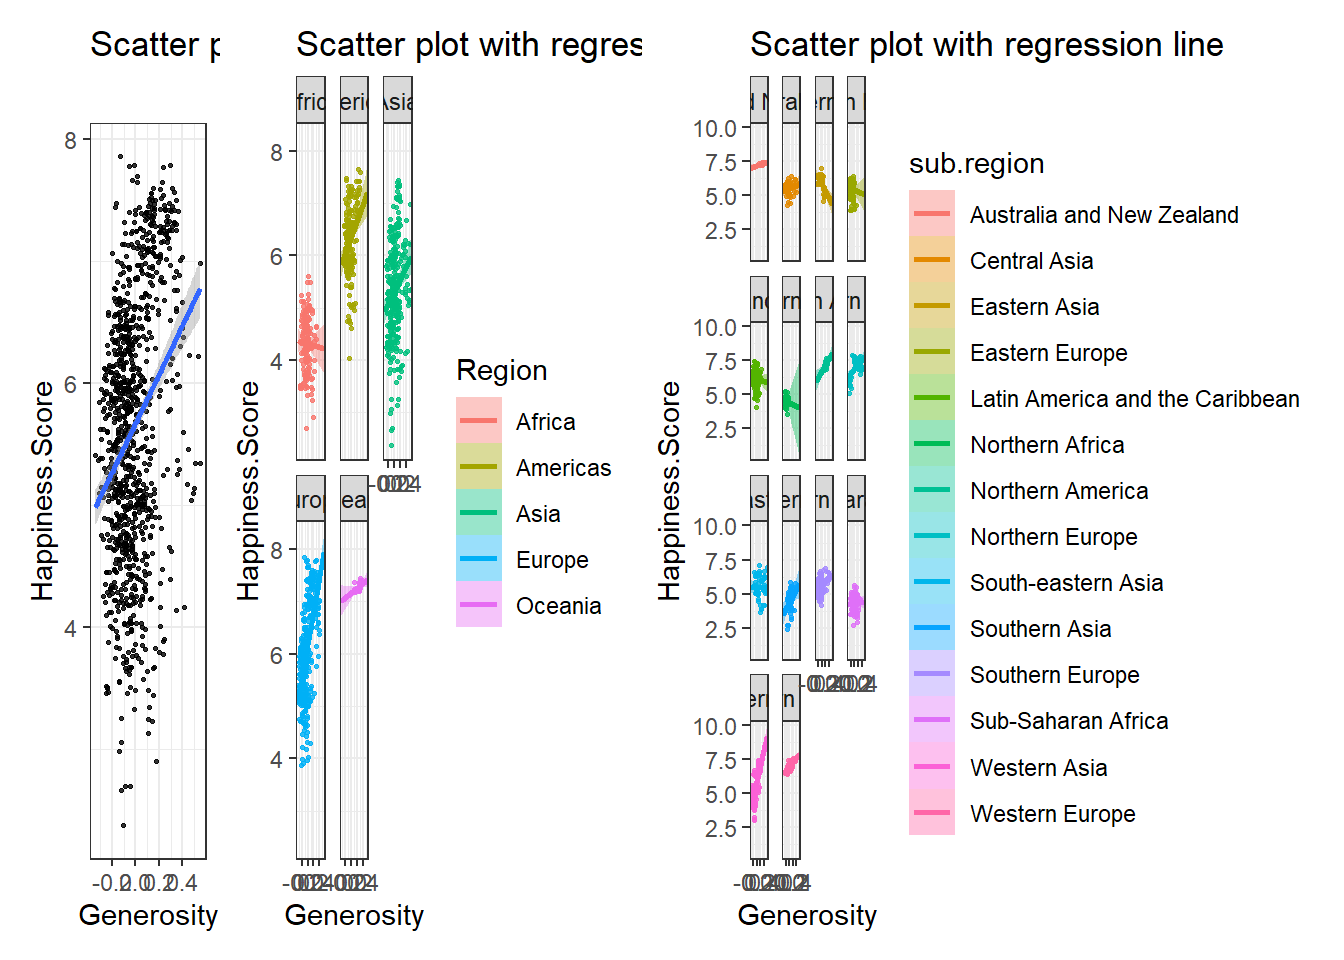 Scatter p
Happiness.Score
8
6
4
Generosity
Scatter plot with regres
Asia
8
6
4
8
6
4
Happiness.Score
Generosity
Region
Africa
Americas
Asia
Europe
Oceania
Scatter plot with regression line
10.0
7.5
5.0
2.5
10.0
7.5
5.0
2.5
10.0
7.5
5.0
2.5
10.0
7.5
5.0
2.5
Happiness.Score
Generosity
sub.region
Australia and New Zealand
Central Asia
Eastern Asia
Eastern Europe
Latin America and the Caribbean
Northern Africa
Northern America
Northern Europe
South-eastern Asia
Southern Asia
Southern Europe
Sub-Saharan Africa
Western Asia
Western Europe